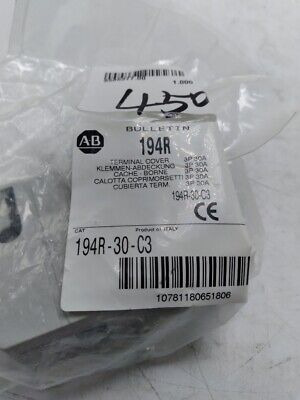 1.000
450
BULLETIN
AB
194R
TERMINAL COVER 3P 30A
KLEMMEN-ABDECKUNG 3P 30A
CACHE - BORNE 3P 30A
CALOTTA COPRIMORSETTI 3P 30A
CUBIERTA TERM 3P 30A
194R-30-C3
CE
CAT
Product of ITALY
194R-30-C3
10781180651806